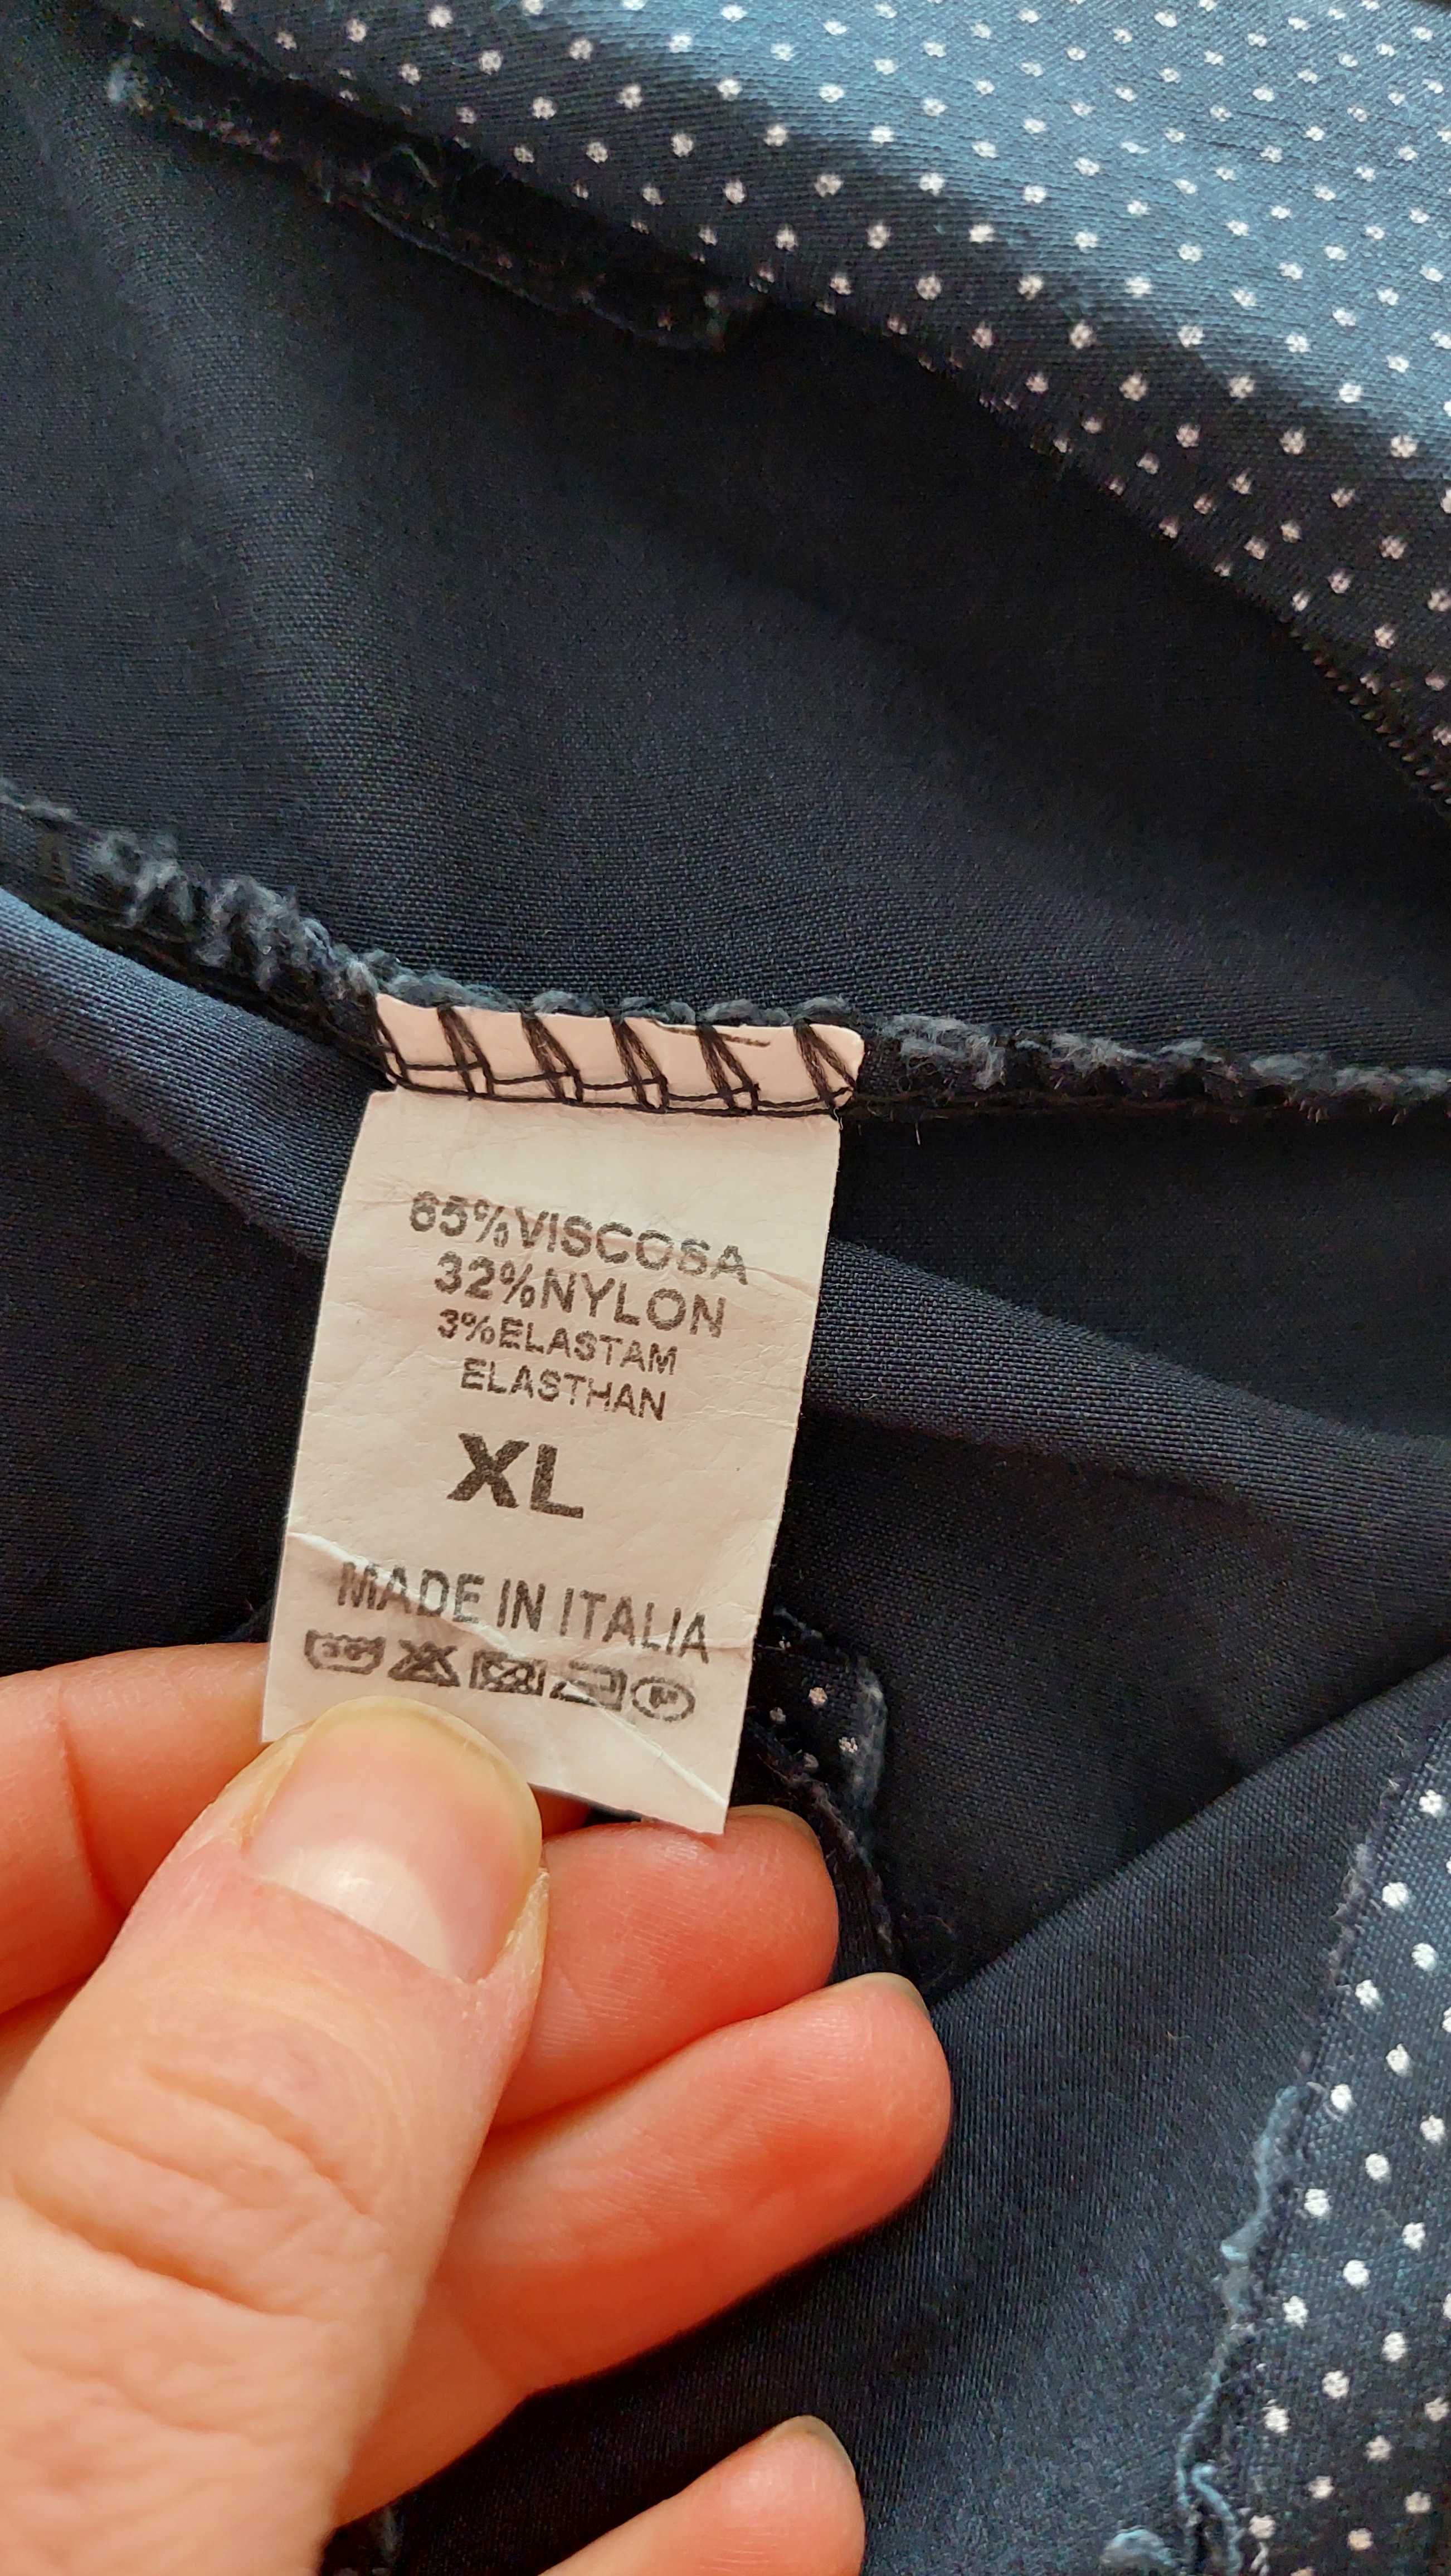 65%VISCOSA
32%NYLON
3%ELASTAM
ELASTHAN
XL
MADE IN ITALIA